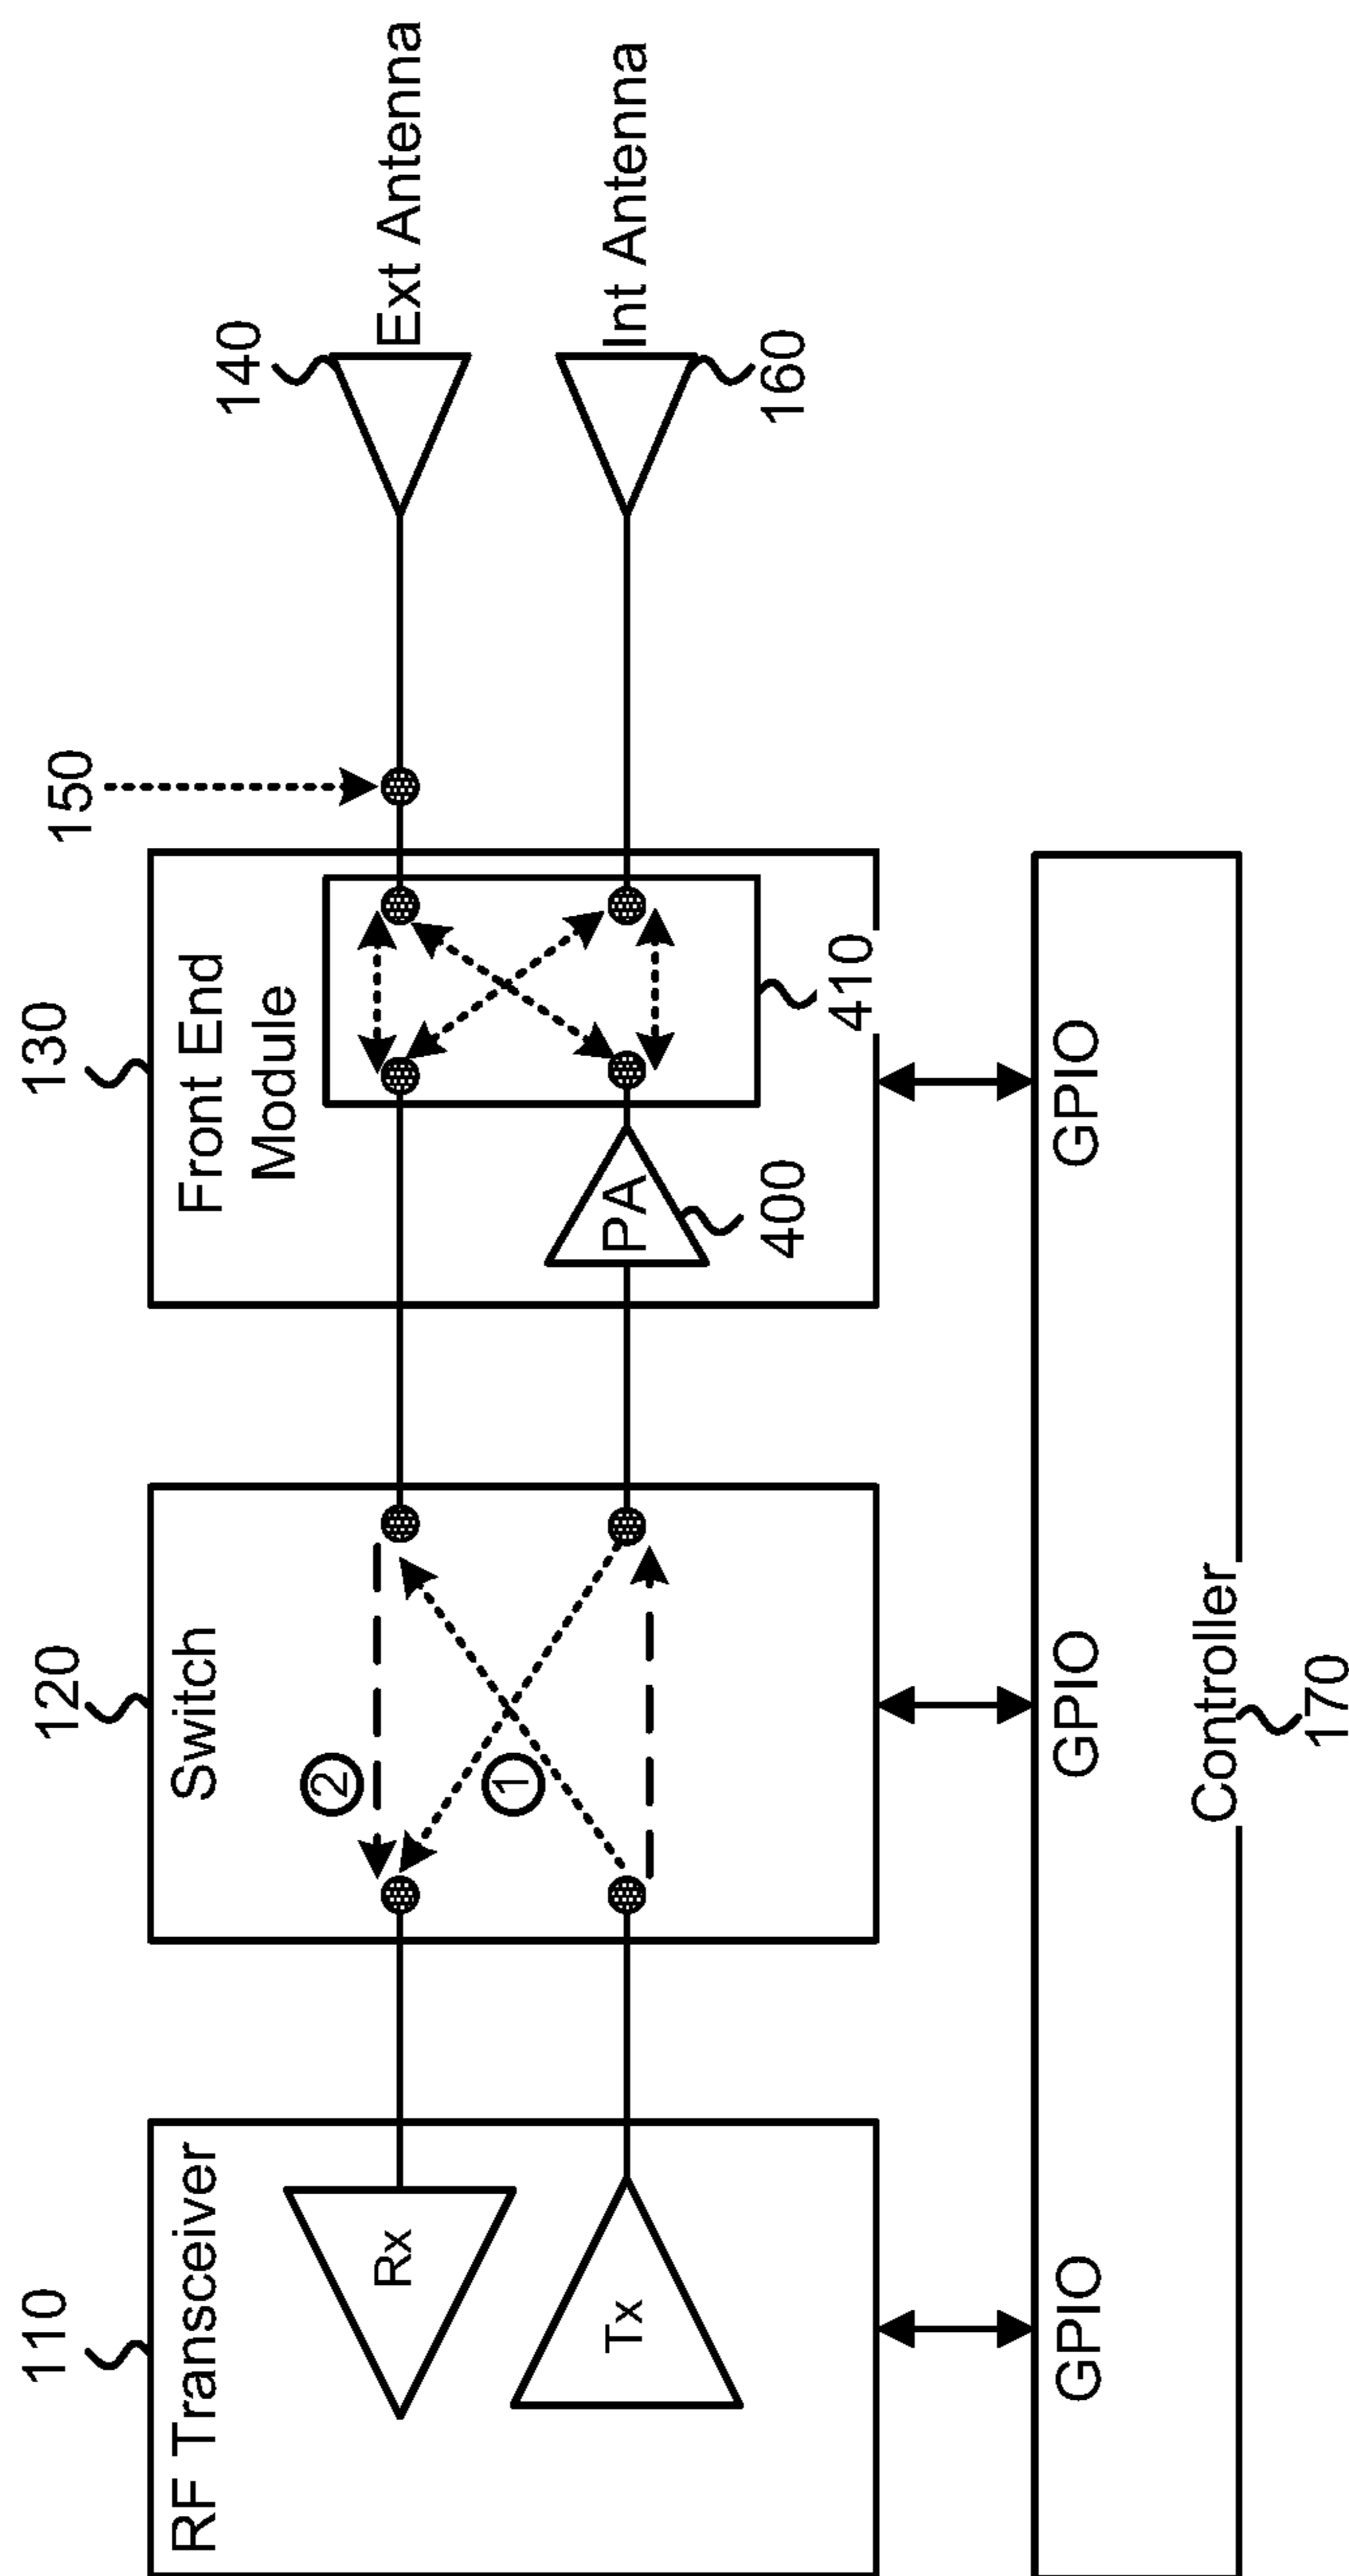 110
RF Transceiver
Rx
Tx
120
Switch
2
1
130
Front End
Module
PA
400
410
150
140
Ext Antenna
Int Antenna
160
GPIO
GPIO
GPIO
Controller
170